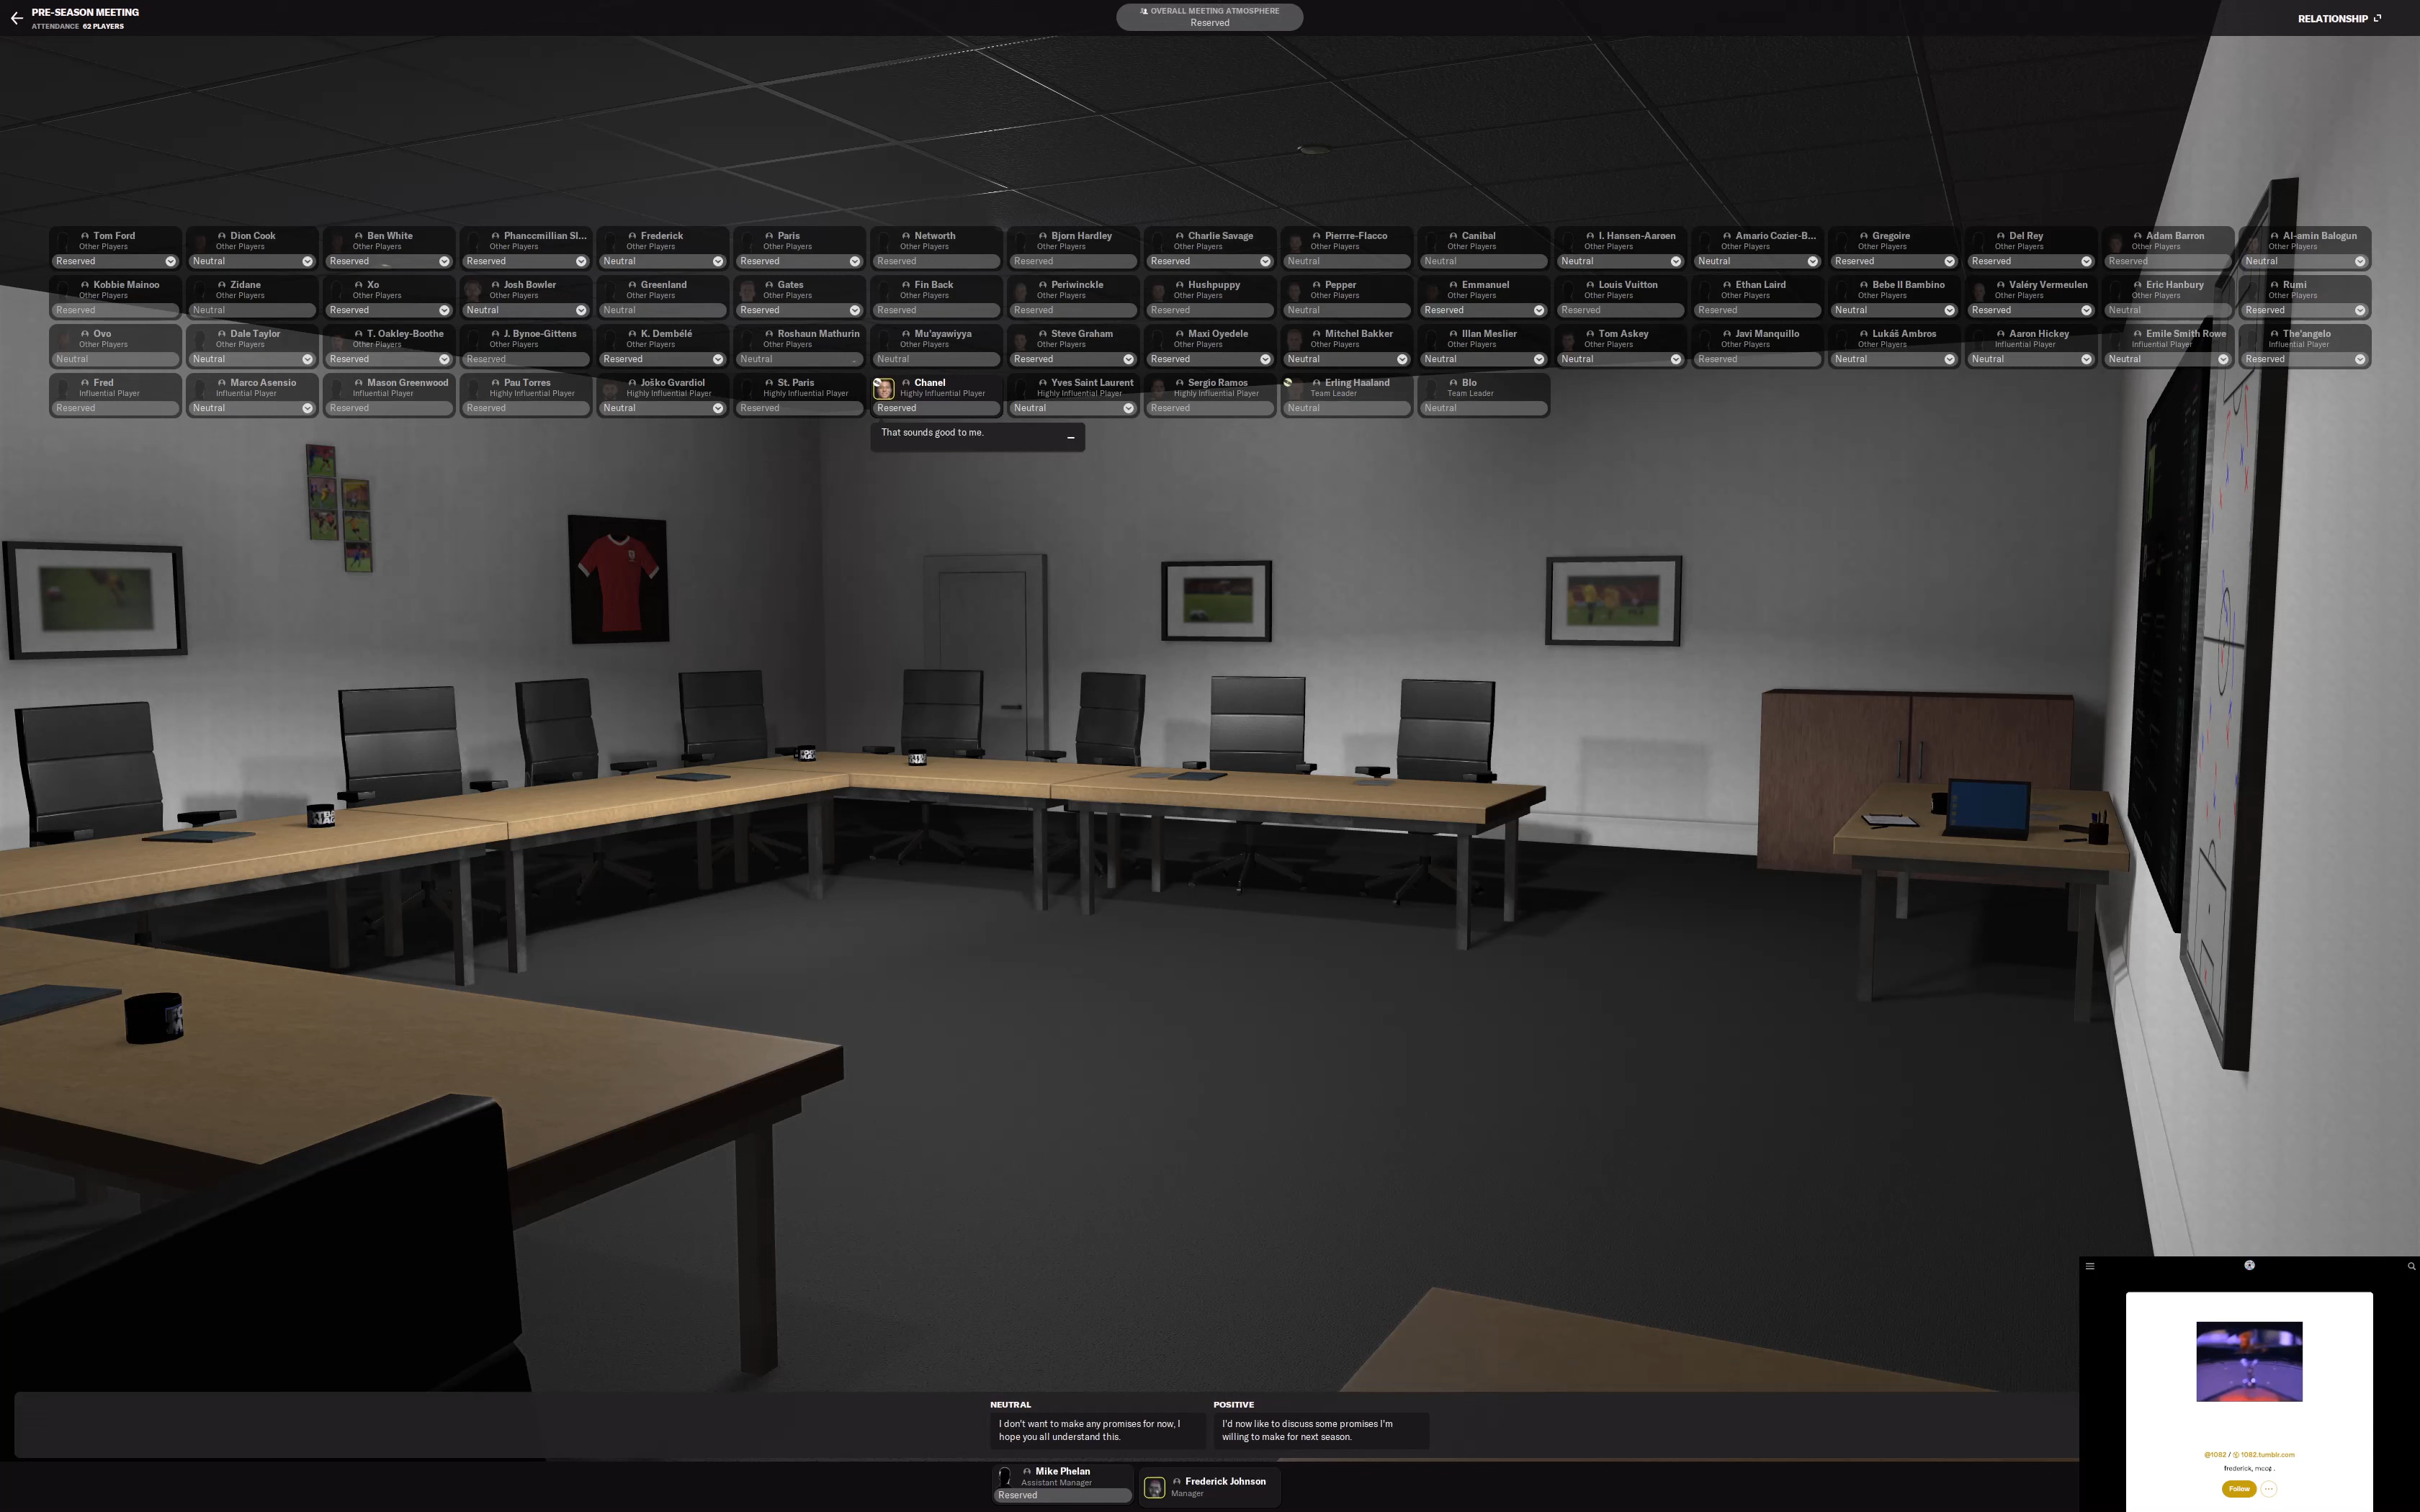 PRE-SEASON MEETING
ATTENDANCE 62 PLAYERS
OVERALL MEETING ATMOSPHERE
Reserved
RELATIONSHIP
Tom Ford Dion Cook Ben White Phanccmillian Sl... Frederick Paris Networth Bjorn Hardley Charlie Savage Pierrre-Flacco Canibal I. Hansen-Aarøen Amario Cozier-B... Gregoire Del Rey Adam Barron Al-amin Balogun
Other Players Other Players Other Players Other Players Other Players Other Players Other Players Other Players Other Players Other Players Other Players Other Players Other Players Other Players Other Players Other Players Other Players
Reserved Neutral Reserved Reserved Neutral Reserved Reserved Reserved Reserved Neutral Neutral Neutral Neutral Reserved Reserved Reserved Neutral
Kobbie Mainoo Zidane Xo Josh Bowler Greenland Gates Fin Back Periwinckle Hushpuppy Pepper Emmanuel Louis Vuitton Ethan Laird Bebe II Bambino Valéry Vermeulen Eric Hanbury Rumi
Other Players Other Players Other Players Other Players Other Players Other Players Other Players Other Players Other Players Other Players Other Players Other Players Other Players Other Players Other Players Other Players Other Players
Reserved Neutral Reserved Neutral Neutral Reserved Reserved Reserved Reserved Neutral Reserved Reserved Reserved Neutral Reserved Neutral Reserved
Ovo Dale Taylor T. Oakley-Boothe J. Bynoe-Gittens K. Dembélé Roshaun Mathurin Mu'ayawiyya Steve Graham Maxi Oyedele Mitchel Bakker Illan Meslier Tom Askey Javi Manquillo Lukáš Ambros Aaron Hickey Emile Smith Rowe The'angelo
Other Players Other Players Other Players Other Players Other Players Other Players Other Players Other Players Other Players Other Players Other Players Other Players Other Players Other Players Influential Player Influential Player Influential Player
Neutral Neutral Reserved Reserved Reserved Neutral Neutral Reserved Reserved Neutral Neutral Neutral Reserved Neutral Neutral Neutral Reserved
Fred Marco Asensio Mason Greenwood Pau Torres Joško Gvardiol St. Paris Chanel Yves Saint Laurent Sergio Ramos Erling Haaland Blo
Influential Player Influential Player Influential Player Highly Influential Player Highly Influential Player Highly Influential Player Highly Influential Player Highly Influential Player Highly Influential Player Team Leader Team Leader
Reserved Neutral Reserved Reserved Neutral Reserved Reserved Neutral Reserved Neutral Neutral
That sounds good to me.
NEUTRAL
I don't want to make any promises for now, I
hope you all understand this.
POSITIVE
I'd now like to discuss some promises I'm
willing to make for next season.
Mike Phelan
Assistant Manager
Reserved
Frederick Johnson
Manager
@1082 / 1082.tumblr.com
Follow